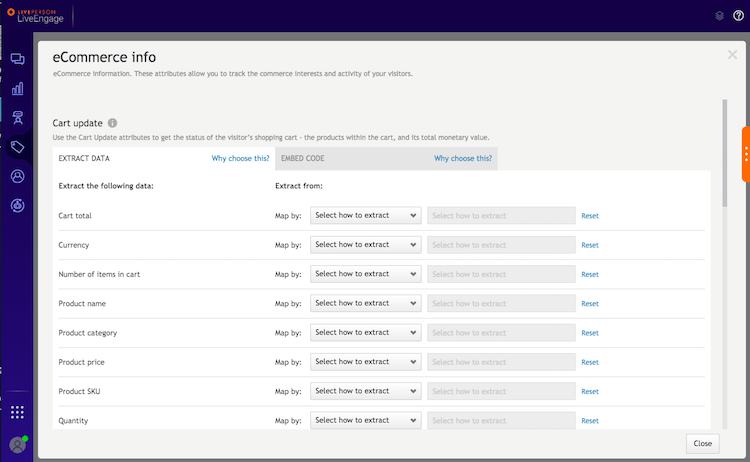 LIVEPERSON
LiveEngage
eCommerce info
eCommerce information. These attributes allow you to track the commerce interests and activity of your visitors.
Cart update
Use the Cart Update attributes to get the status of the visitor's shopping cart - the products within the cart, and its total monetary value.
EXTRACT DATA Why choose this? EMBED CODE Why choose this?
Extract the following data: Extract from:
Cart total Map by: Select how to extract Select how to extract Reset
Currency Map by: Select how to extract Select how to extract Reset
Number of items in cart Map by: Select how to extract Select how to extract Reset
Product name Map by: Select how to extract Select how to extract Reset
Product category Map by: Select how to extract Select how to extract Reset
Product price Map by: Select how to extract Select how to extract Reset
Product SKU Map by: Select how to extract Select how to extract Reset
Quantity Map by: Select how to extract Select how to extract Reset
Close